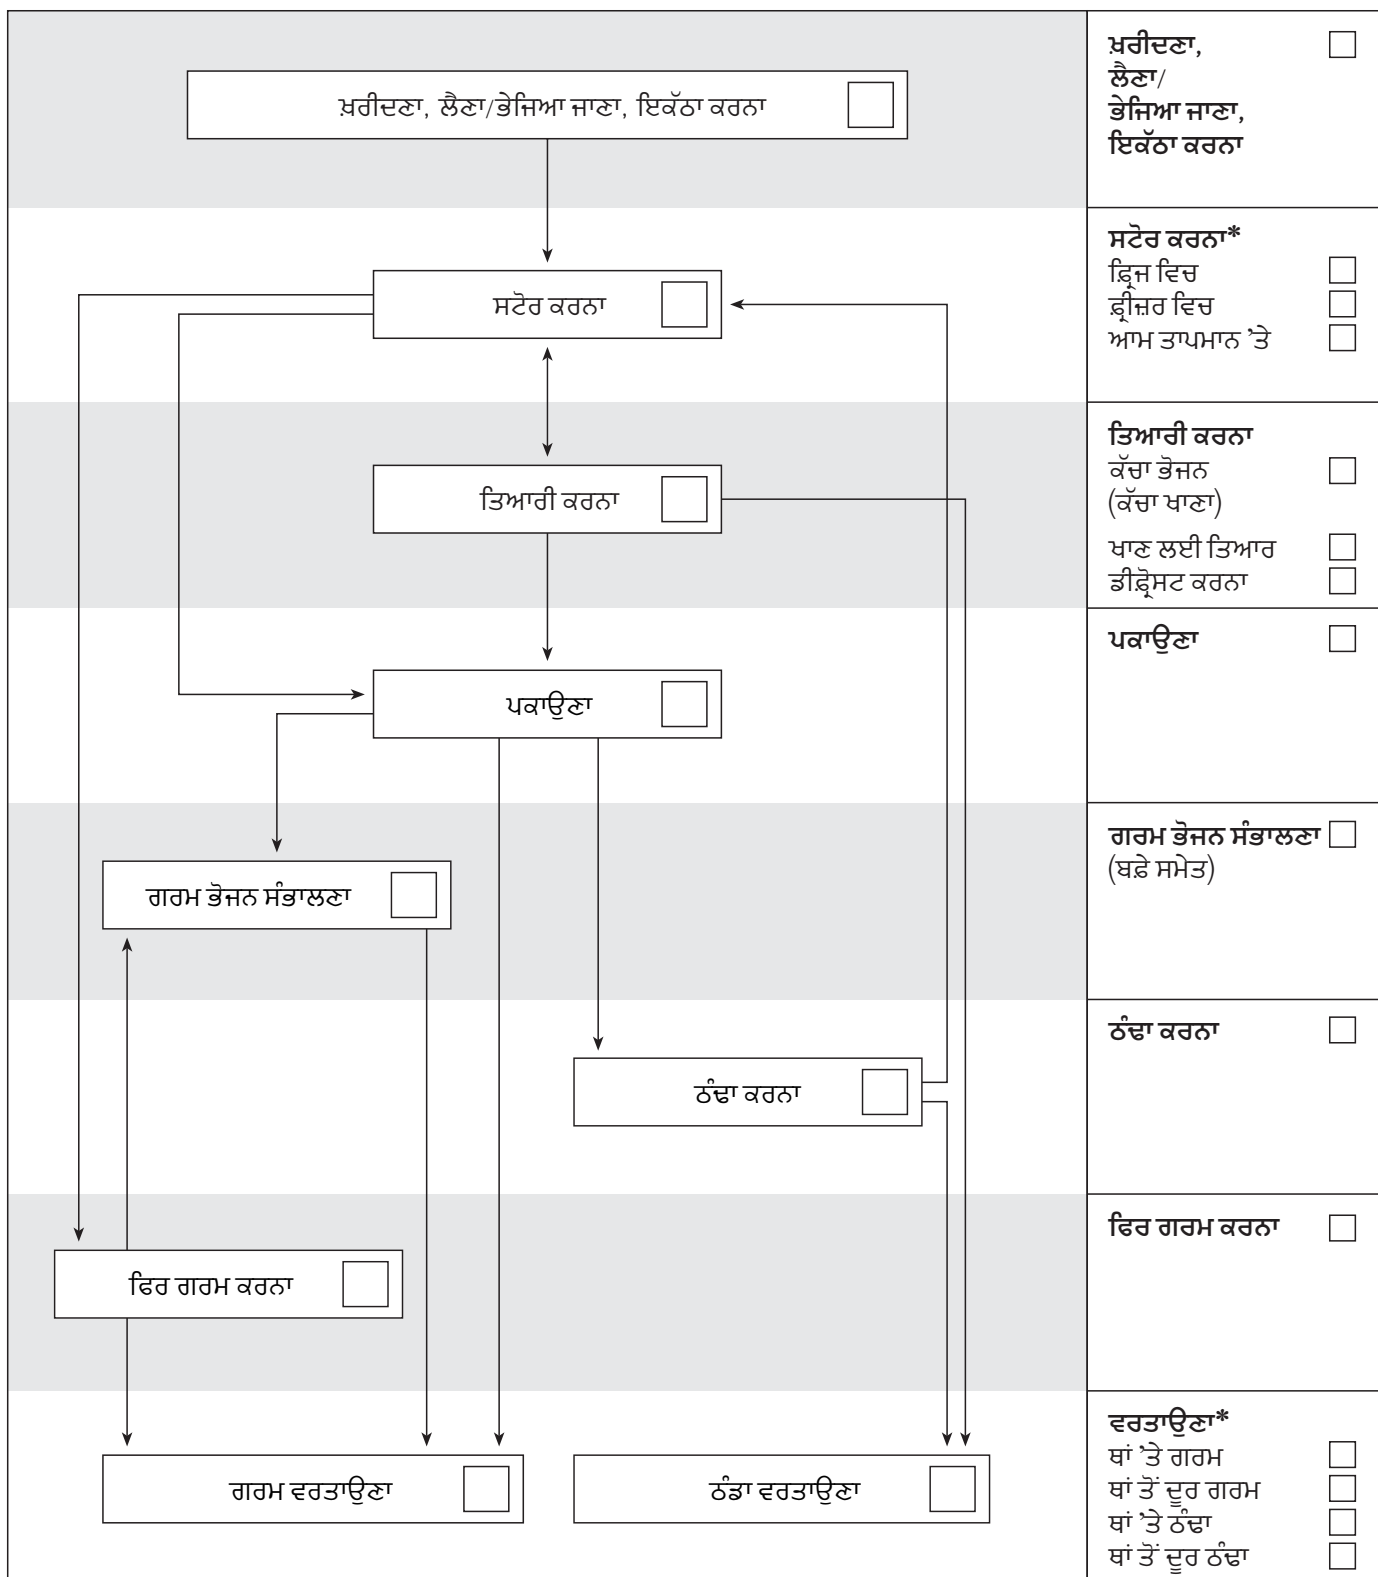 ਖ਼ਰੀਦਣਾ, ਲੈਣਾ/ਭੇਜਿਆ ਜਾਣਾ, ਇਕੱਠਾ ਕਰਨਾ
ਖ਼ਰੀਦਣਾ,
ਲੈਣਾ/
ਭੇਜਿਆ ਜਾਣਾ,
ਇਕੱਠਾ ਕਰਨਾ
ਸਟੋਰ ਕਰਨਾ
ਸਟੋਰ ਕਰਨਾ*
ਫ਼੍ਰਿਜ ਵਿਚ
ਫ਼੍ਰੀਜ਼ਰ ਵਿਚ
ਆਮ ਤਾਪਮਾਨ ’ਤੇ
ਤਿਆਰੀ ਕਰਨਾ
ਤਿਆਰੀ ਕਰਨਾ
ਕੱਚਾ ਭੋਜਨ
(ਕੱਚਾ ਖਾਣਾ)
ਖਾਣ ਲਈ ਤਿਆਰ
ਡੀਫ਼੍ਰੋਸਟ ਕਰਨਾ
ਪਕਾਉਣਾ
ਪਕਾਉਣਾ
ਗਰਮ ਭੋਜਨ ਸੰਭਾਲਣਾ
ਗਰਮ ਭੋਜਨ ਸੰਭਾਲਣਾ
(ਬਫ਼ੇ ਸਮੇਤ)
ਠੰਢਾ ਕਰਨਾ
ਠੰਢਾ ਕਰਨਾ
ਫਿਰ ਗਰਮ ਕਰਨਾ
ਫਿਰ ਗਰਮ ਕਰਨਾ
ਗਰਮ ਵਰਤਾਉਣਾ
ਠੰਡਾ ਵਰਤਾਉਣਾ
ਵਰਤਾਉਣਾ*
ਥਾਂ ’ਤੇ ਗਰਮ
ਥਾਂ ਤੋਂ ਦੂਰ ਗਰਮ
ਥਾਂ ’ਤੇ ਠੰਢਾ
ਥਾਂ ਤੋਂ ਦੂਰ ਠੰਢਾ